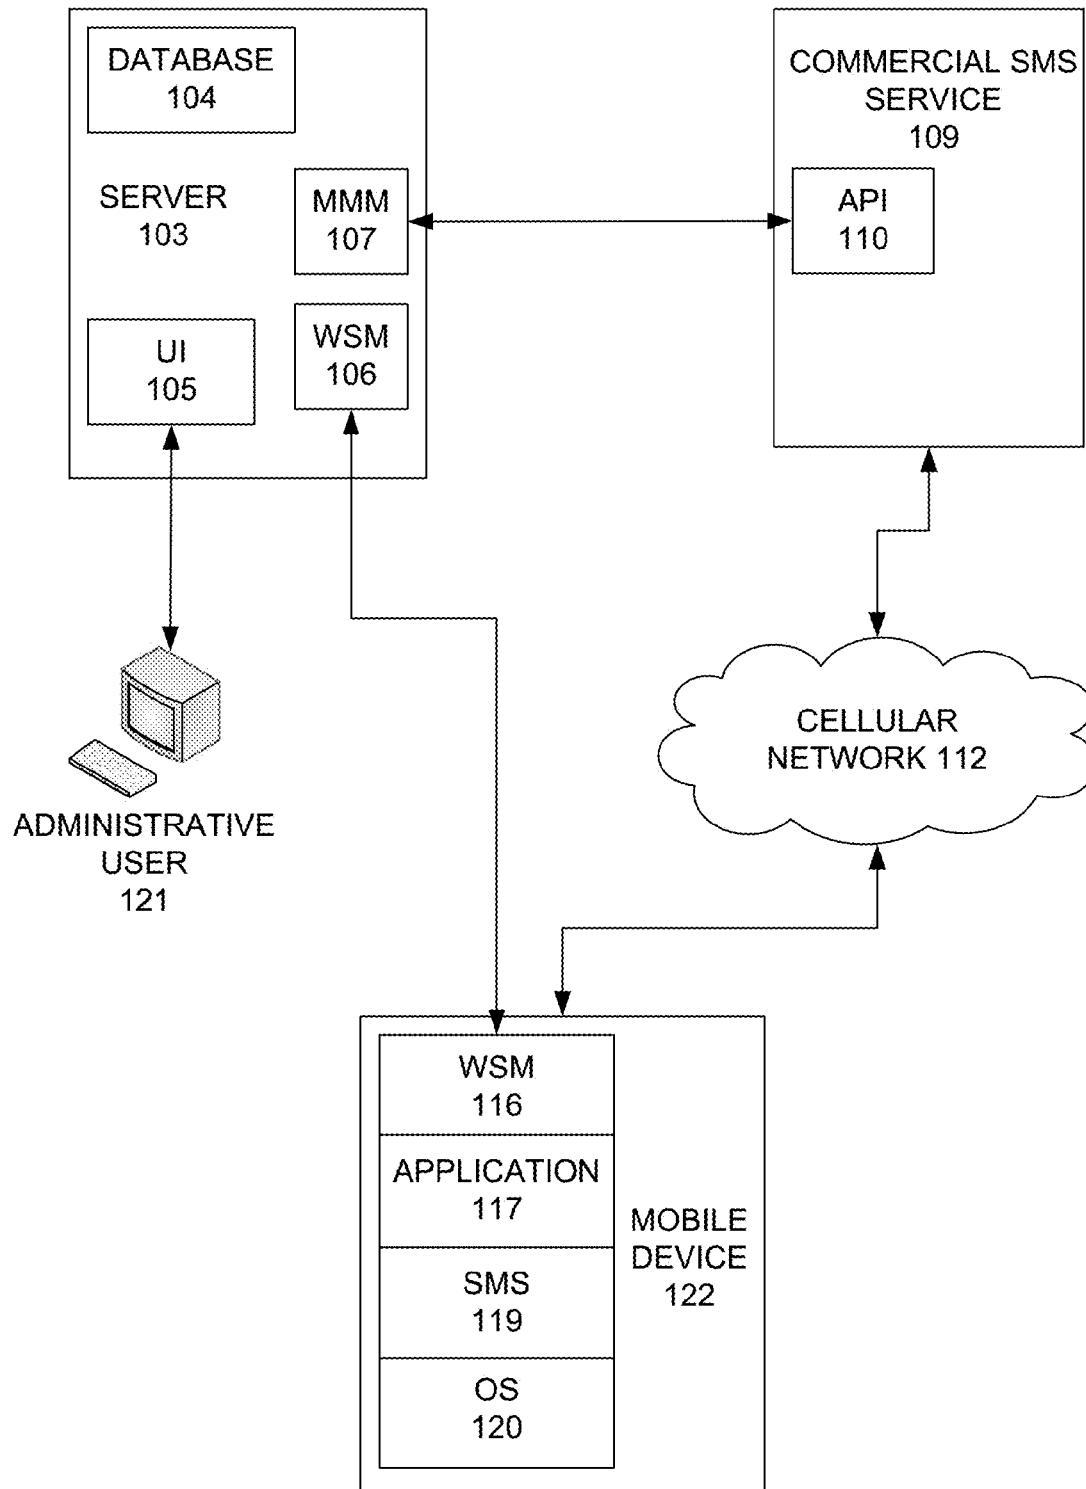 DATABASE
104
SERVER
103
MMM
107
WSM
106
UI
105
COMMERCIAL SMS
SERVICE
109
API
110
ADMINISTRATIVE
USER
121
CELLULAR
NETWORK 112
WSM
116
APPLICATION
117
SMS
119
OS
120
MOBILE
DEVICE
122